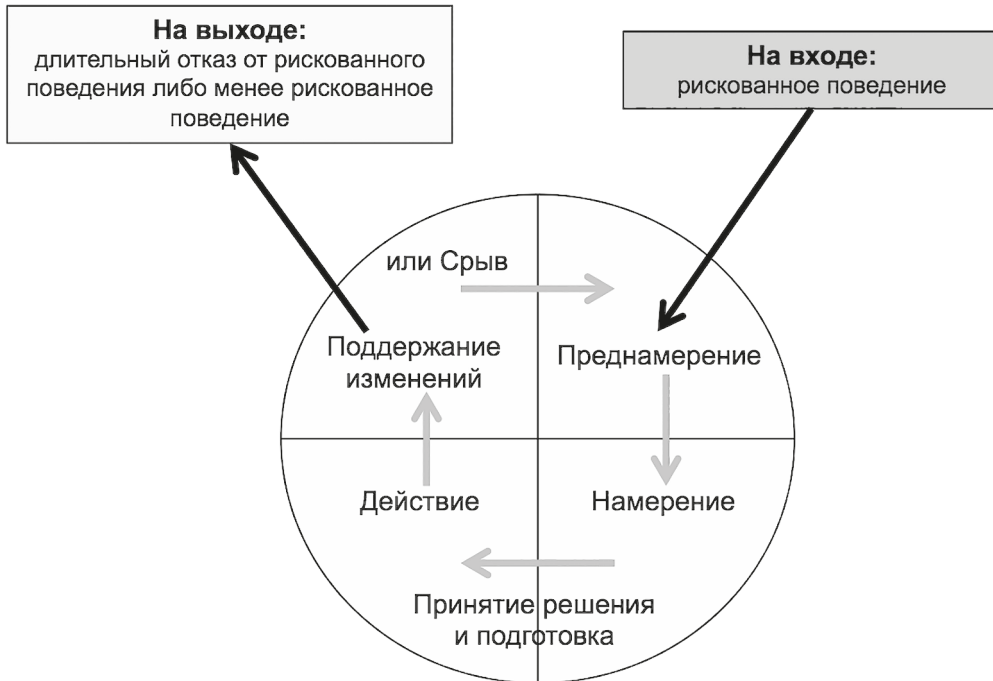 На выходе:
длительный отказ от рискованного
поведения либо менее рискованное
поведение
На входе:
рискованное поведение
или Срыв
Поддержание
изменений
Преднамерение
Действие
Намерение
Принятие решения
и подготовка